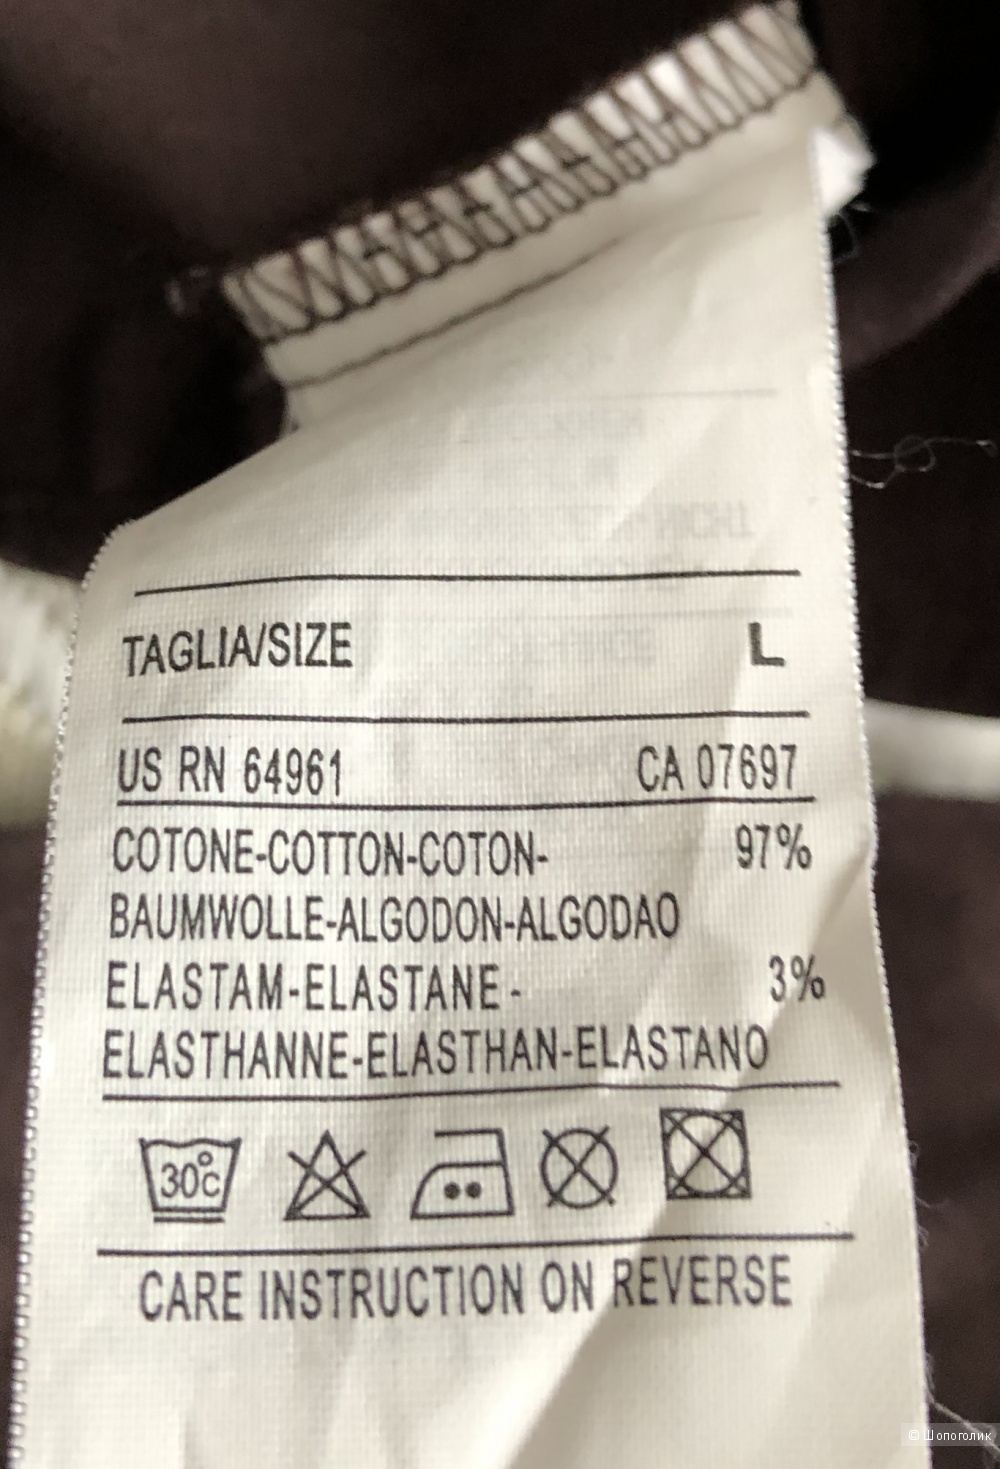 TAGLIA/SIZE L
US RN 64961 CA 07697
COTONE-COTTON-COTON- 97%
BAUMWOLLE-ALGODON-ALGODAO
ELASTAM-ELASTANE- 3%
ELASTHANNE-ELASTHAN-ELASTANO
30°C
CARE INSTRUCTION ON REVERSE
© Шопоголик